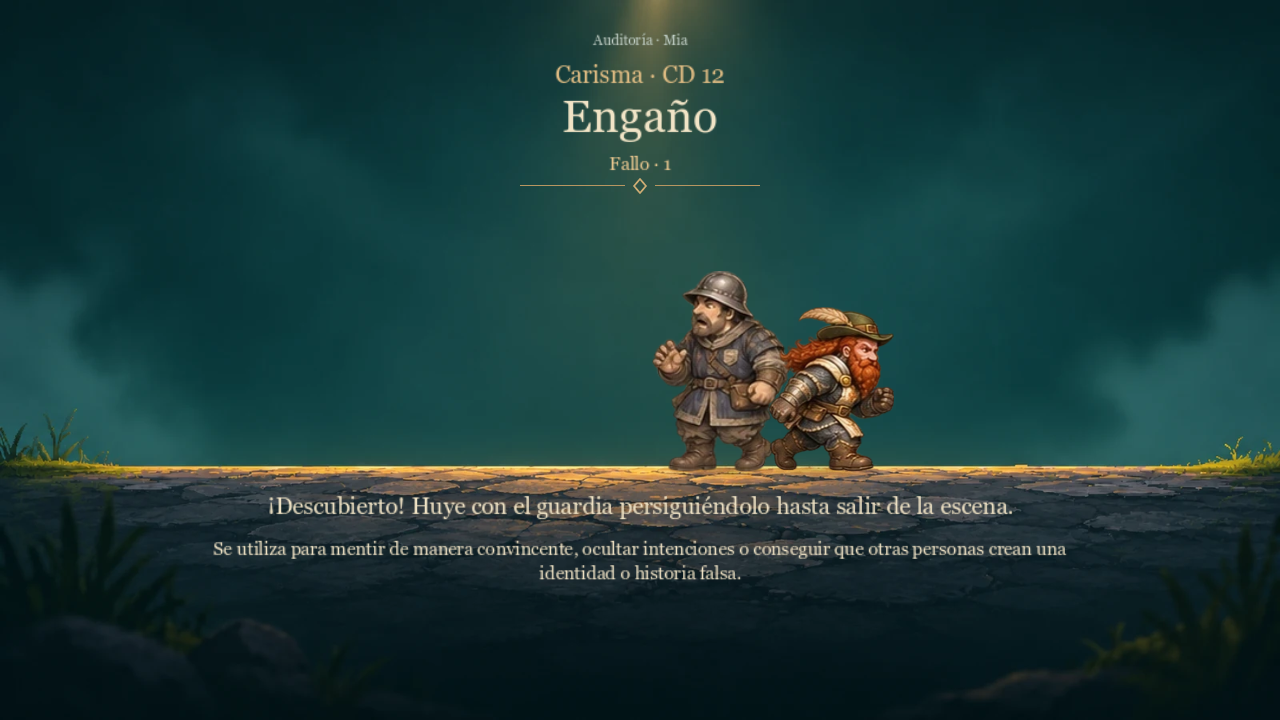 Auditoría · Mia
Carisma · CD 12
Engaño
Fallo · 1
¡Descubierto! Huye con el guardia persiguiéndolo hasta salir de la escena.
Se utiliza para mentir de manera convincente, ocultar intenciones o conseguir que otras personas crean una
identidad o historia falsa.